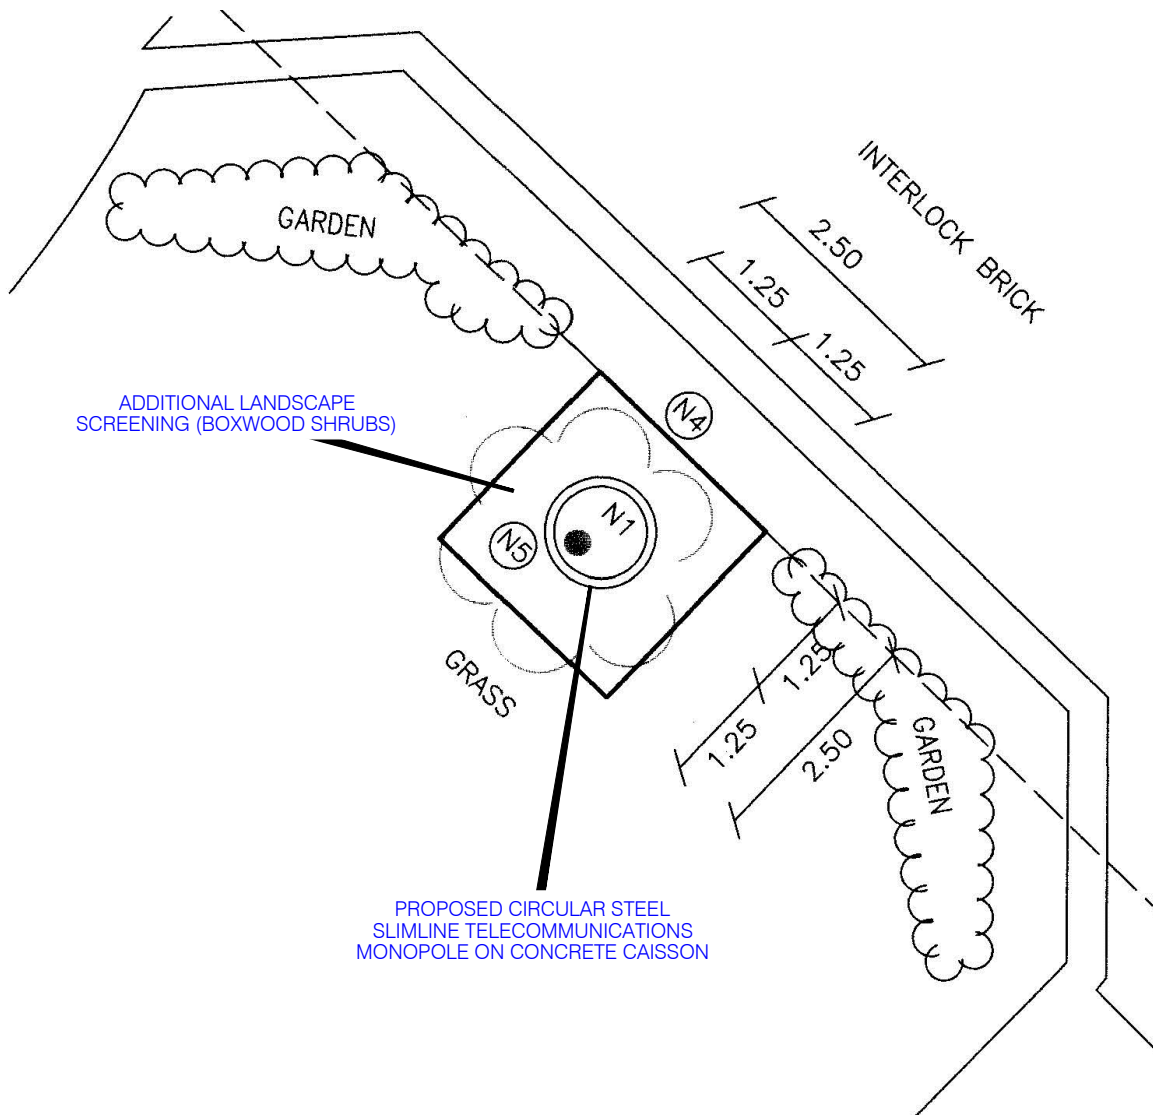 INTERLOCK BRICK
2.50
1.25
1.25
GARDEN
ADDITIONAL LANDSCAPE
SCREENING (BOXWOOD SHRUBS)
N4
N1
N5
GRASS
1.25
1.25
2.50
GARDEN
PROPOSED CIRCULAR STEEL
SLIMLINE TELECOMMUNICATIONS
MONOPOLE ON CONCRETE CAISSON